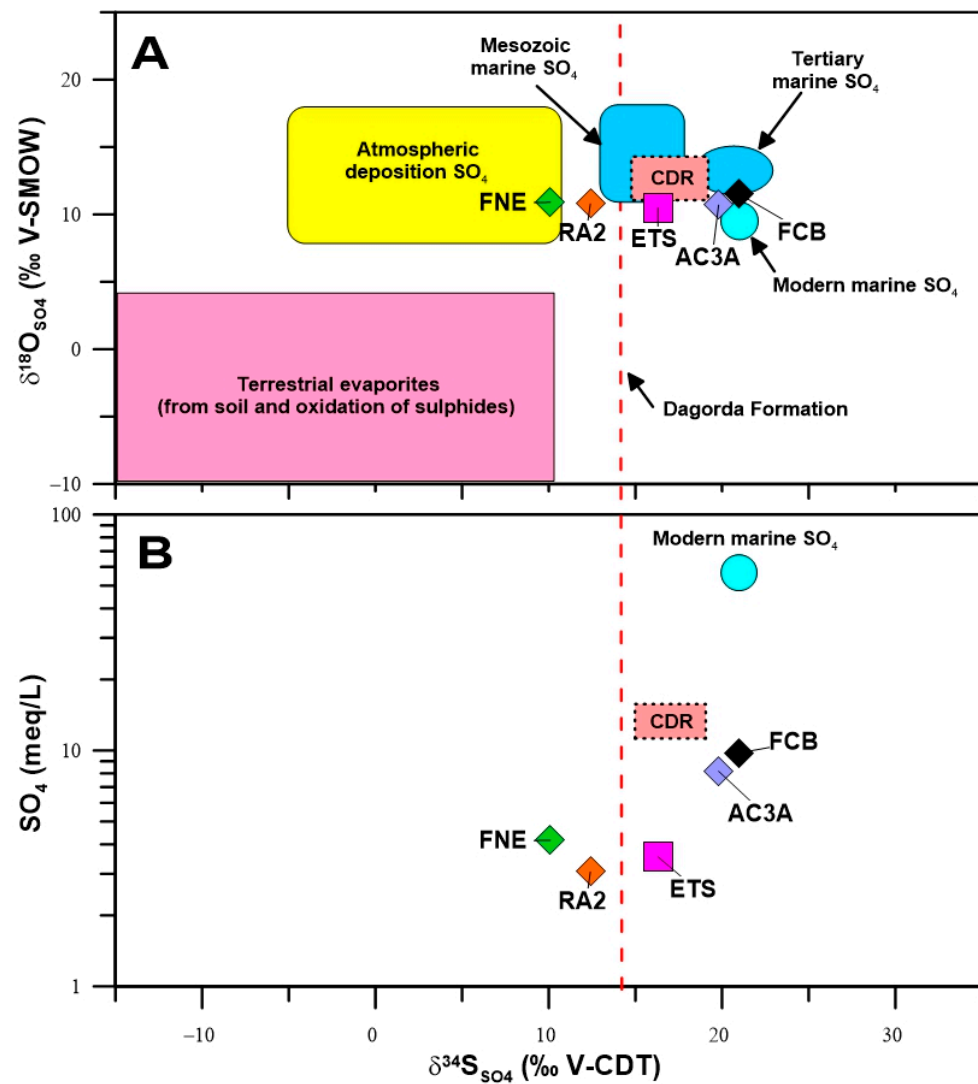 A
Mesozoic
marine SO₄
Tertiary
marine SO₄
20
Atmospheric
deposition SO₄
CDR
FNE
RA2
ETS
AC3A
FCB
10
Modern marine SO₄
δ¹⁸O_SO4 (‰ V-SMOW)
0
Terrestrial evaporites
(from soil and oxidation of sulphides)
Dagorda Formation
−10
100
B
Modern marine SO₄
CDR
FCB
10
AC3A
SO₄ (meq/L)
FNE
RA2
ETS
1
−10 0 10 20 30
δ³⁴S_SO4 (‰ V-CDT)